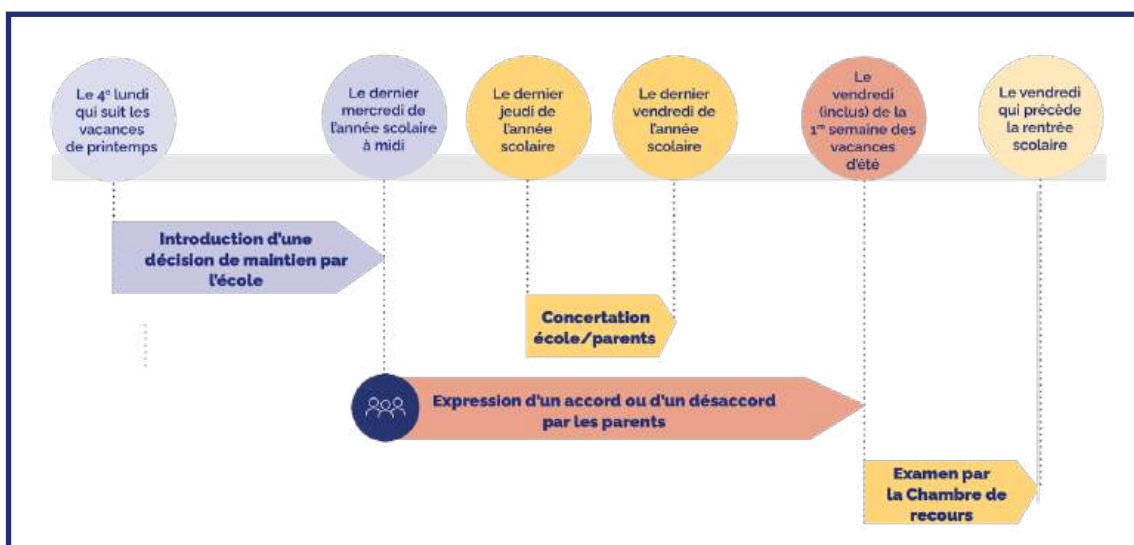 Le 4e lundi
qui suit les
vacances
de printemps
Le dernier
mercredi de
l'année scolaire
à midi
Le dernier
jeudi de
l'année
scolaire
Le dernier
vendredi de
l'année
scolaire
Le
vendredi
(inclus) de la
1re semaine des
vacances
d'été
Le vendredi
qui précède
la rentrée
scolaire
Introduction d'une
décision de maintien par
l'école
Concertation
école/parents
Expression d'un accord ou d'un désaccord
par les parents
Examen par
la Chambre de
recours